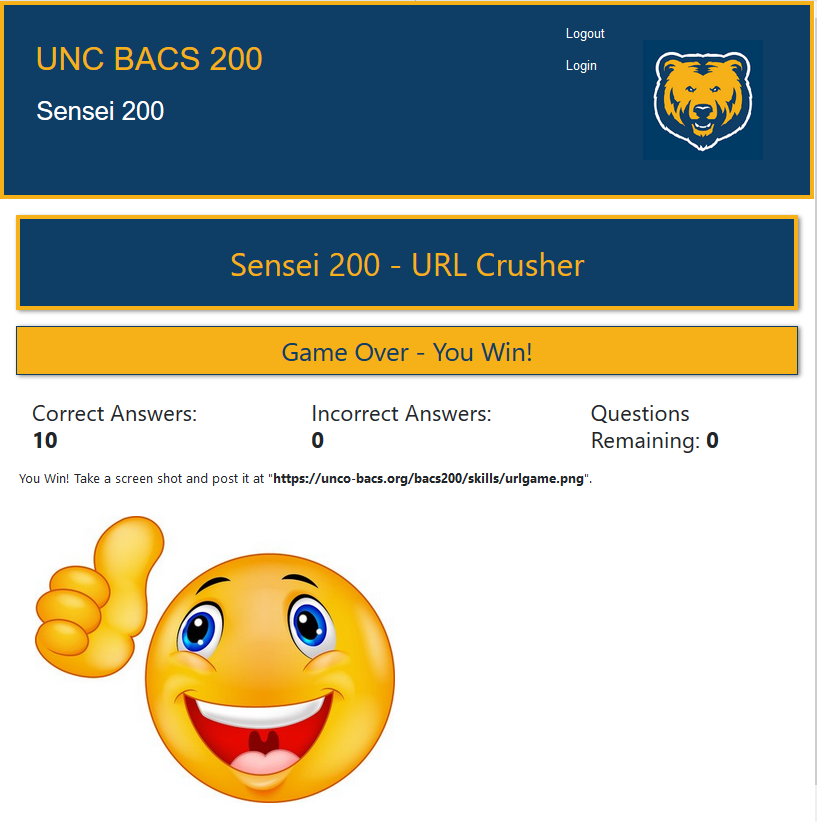 UNC BACS 200
Sensei 200
Logout
Login
Sensei 200 - URL Crusher
Game Over - You Win!
Correct Answers:
10
Incorrect Answers:
0
Questions
Remaining: 0
You Win! Take a screen shot and post it at "https://unco-bacs.org/bacs200/skills/urlgame.png".